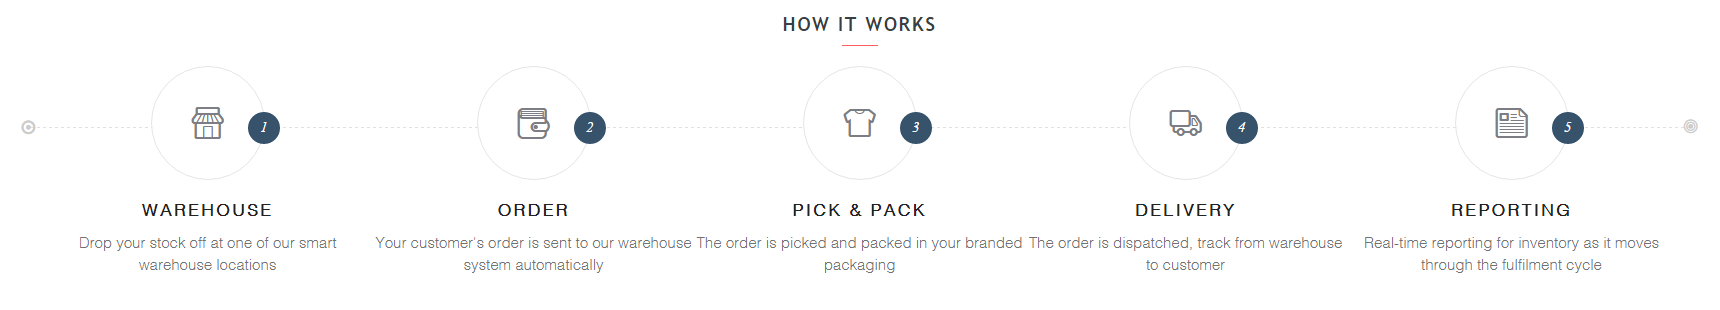 HOW IT WORKS
1
2
3
4
5
WAREHOUSE
Drop your stock off at one of our smart
warehouse locations
ORDER
Your customer's order is sent to our warehouse
system automatically
PICK & PACK
The order is picked and packed in your branded
packaging
DELIVERY
The order is dispatched, track from warehouse
to customer
REPORTING
Real-time reporting for inventory as it moves
through the fulfilment cycle